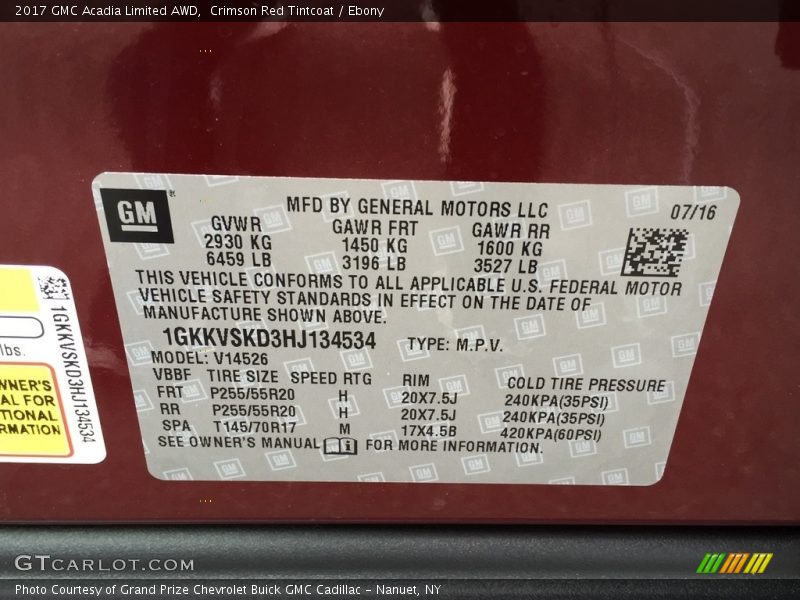 2017 GMC Acadia Limited AWD, Crimson Red Tintcoat / Ebony
GM
MFD BY GENERAL MOTORS LLC
07/16
GVWR GAWR FRT GAWR RR
2930 KG 1450 KG 1600 KG
6459 LB 3196 LB 3527 LB
THIS VEHICLE CONFORMS TO ALL APPLICABLE U.S. FEDERAL MOTOR
VEHICLE SAFETY STANDARDS IN EFFECT ON THE DATE OF
MANUFACTURE SHOWN ABOVE.
1GKKVSKD3HJ134534 TYPE: M.P.V.
MODEL: V14526
VBBF TIRE SIZE SPEED RTG RIM COLD TIRE PRESSURE
FRT P255/55R20 H 20X7.5J 240KPA(35PSI)
RR P255/55R20 H 20X7.5J 240KPA(35PSI)
SPA T145/70R17 M 17X4.5B 420KPA(60PSI)
SEE OWNER'S MANUAL FOR MORE INFORMATION.
1GKKVSKD3HJ134534
lbs.
WNER'S
AL FOR
TIONAL
RMATION
GTCARLOT.COM
Photo Courtesy of Grand Prize Chevrolet Buick GMC Cadillac - Nanuet, NY